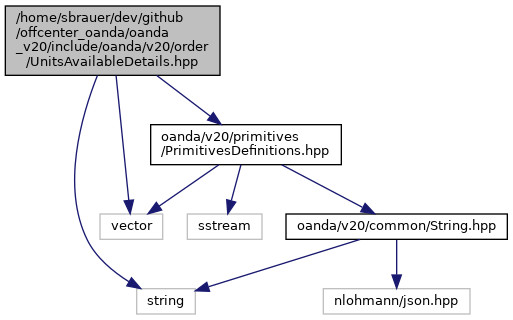 /home/sbrauer/dev/github
/offcenter_oanda/oanda
_v20/include/oanda/v20/order
/UnitsAvailableDetails.hpp
oanda/v20/primitives
/PrimitivesDefinitions.hpp
vector
sstream
oanda/v20/common/String.hpp
string
nlohmann/json.hpp